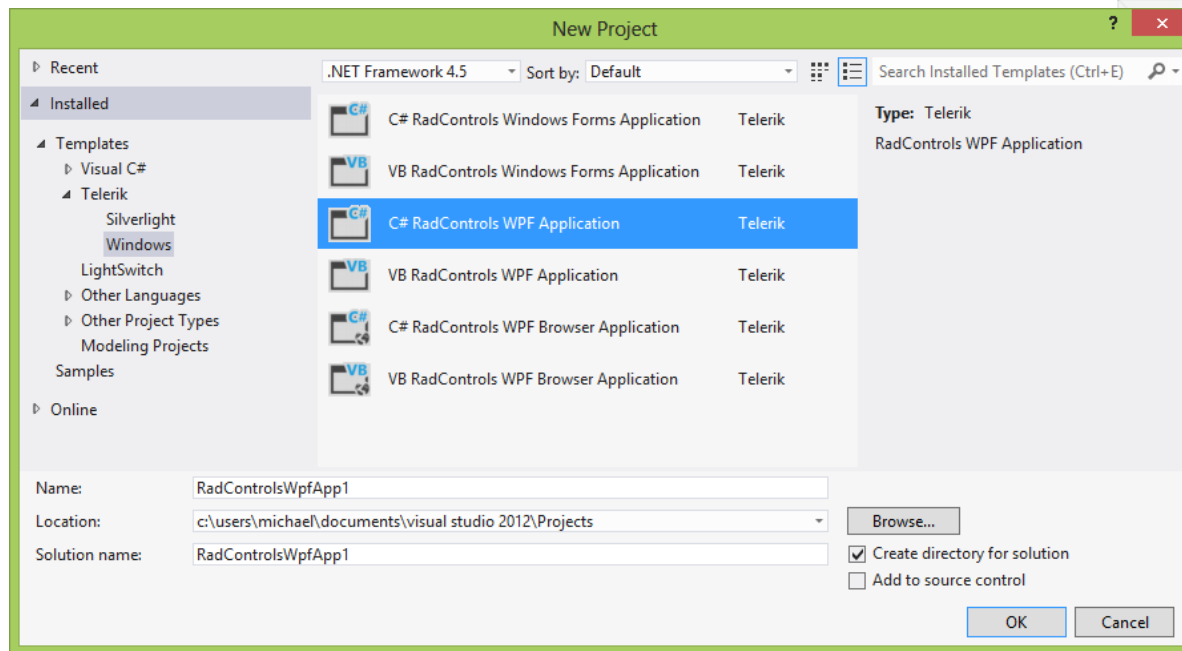 New Project
?
Recent
Installed
Templates
Visual C#
Telerik
Silverlight
Windows
LightSwitch
Other Languages
Other Project Types
Modeling Projects
Samples
Online
.NET Framework 4.5 Sort by: Default
Search Installed Templates (Ctrl+E)
C# C# RadControls Windows Forms Application Telerik
VB VB RadControls Windows Forms Application Telerik
C# C# RadControls WPF Application Telerik
VB VB RadControls WPF Application Telerik
C# C# RadControls WPF Browser Application Telerik
VB VB RadControls WPF Browser Application Telerik
Type: Telerik
RadControls WPF Application
Name: RadControlsWpfApp1
Location: c:\users\michael\documents\visual studio 2012\Projects
Browse...
Solution name: RadControlsWpfApp1
Create directory for solution
Add to source control
OK Cancel